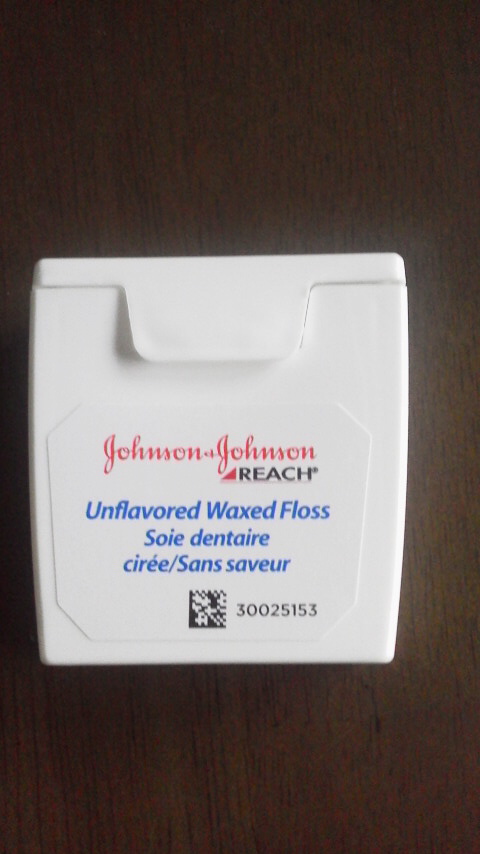 Johnson & Johnson
REACH®
Unflavored Waxed Floss
Soie dentaire
cirée/Sans saveur
30025153